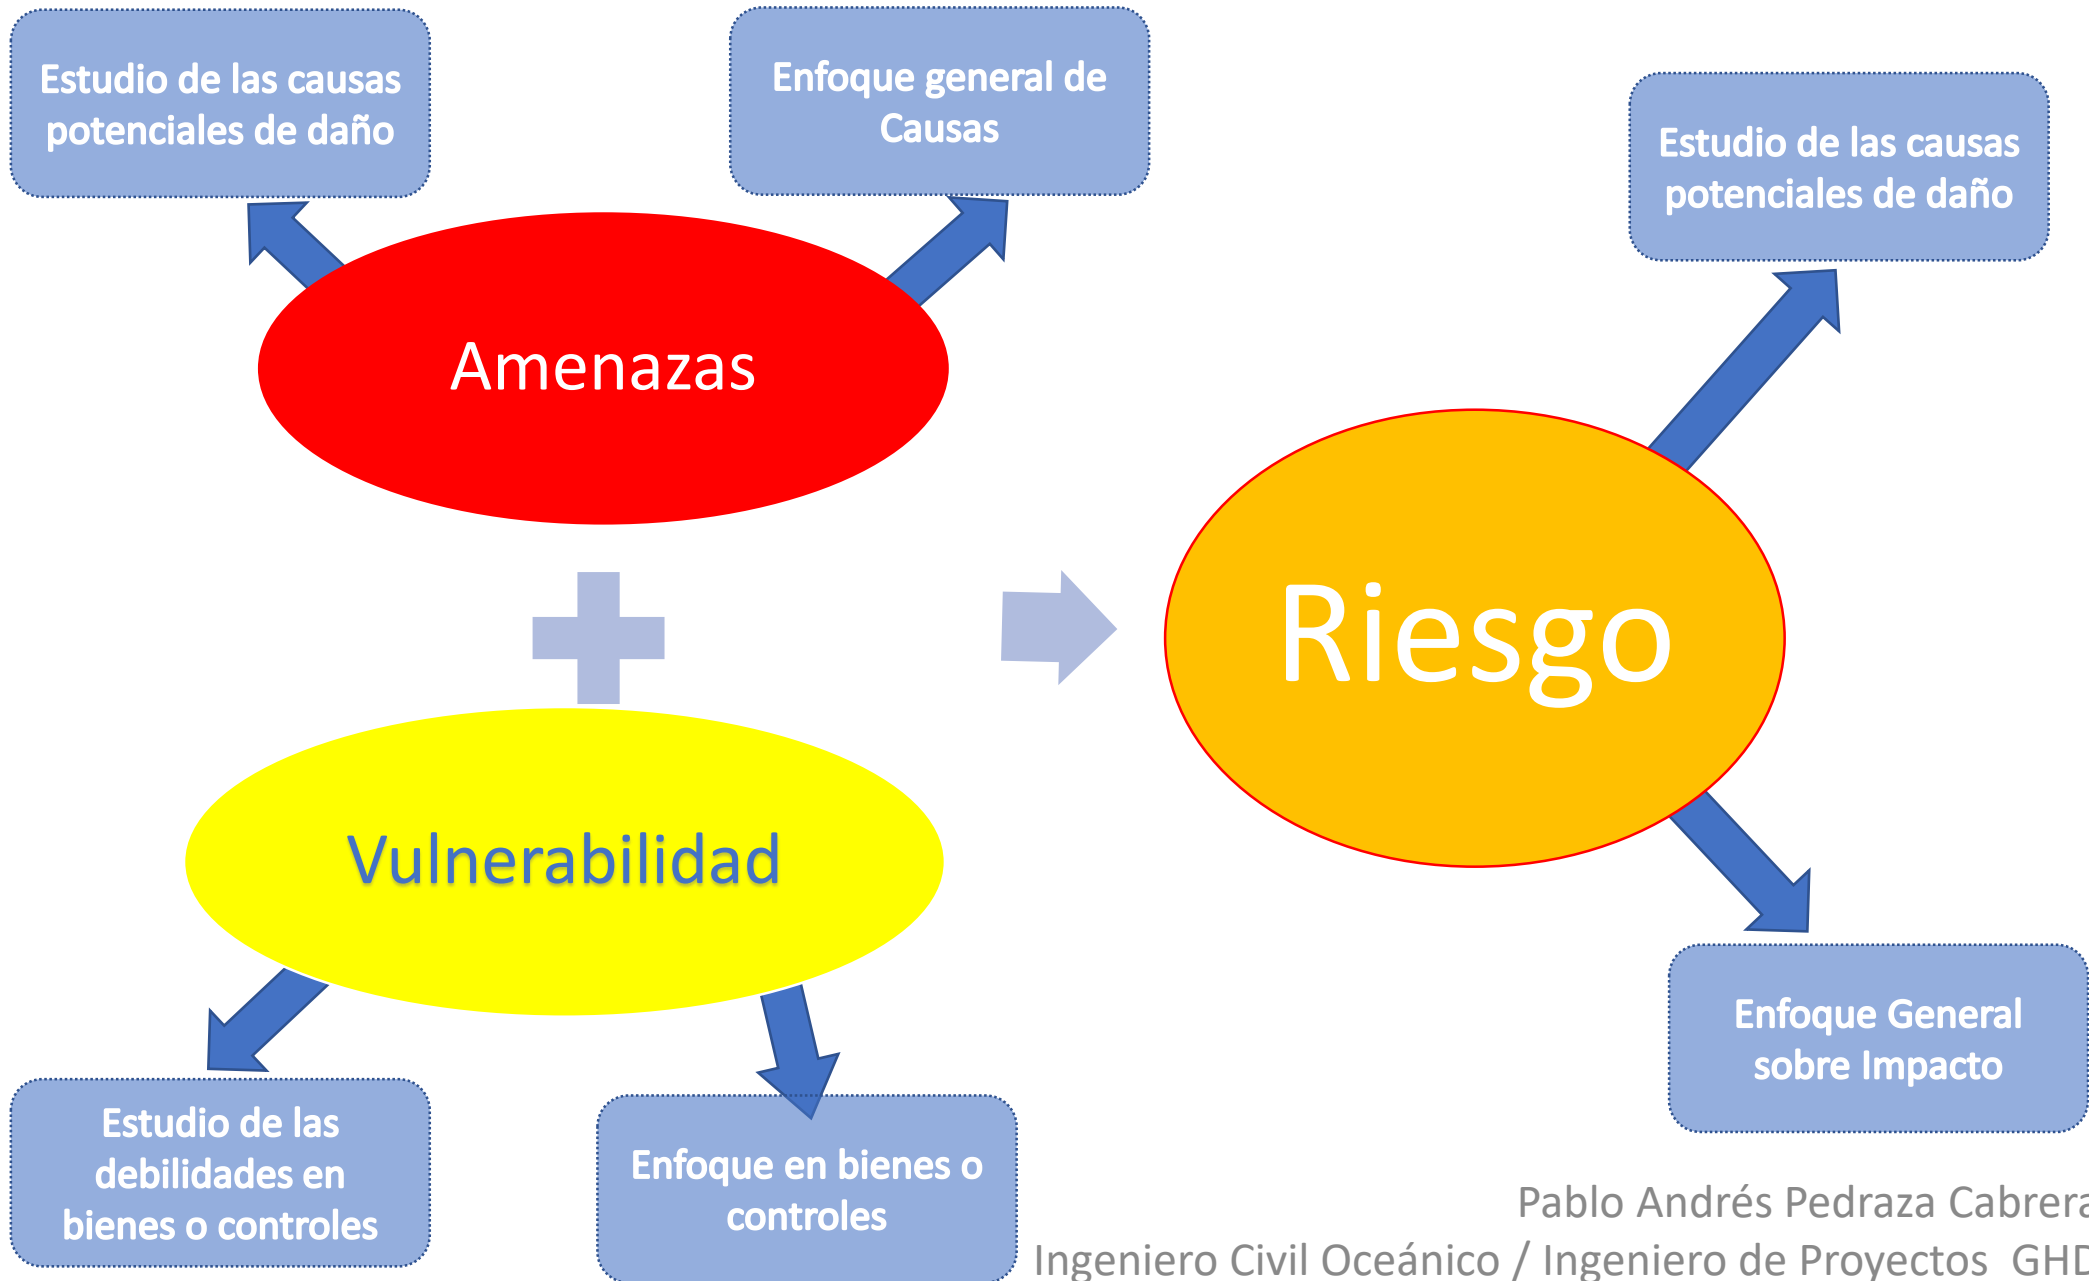 Estudio de las causas
potenciales de daño
Enfoque general de
Causas
Estudio de las causas
potenciales de daño
Amenazas
Riesgo
Vulnerabilidad
Enfoque General
sobre Impacto
Estudio de las
debilidades en
bienes o controles
Enfoque en bienes o
controles
Pablo Andrés Pedraza Cabrera
Ingeniero Civil Oceánico / Ingeniero de Proyectos GHD